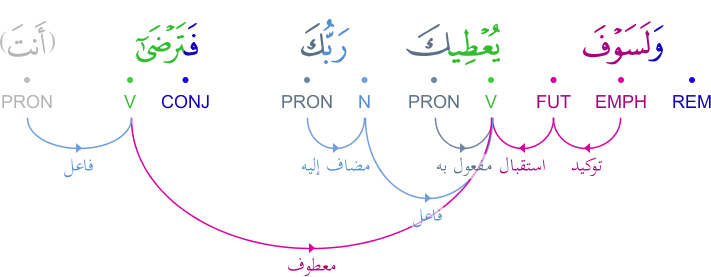 وَلَسَوْفَ يُعْطِيكَ رَبُّكَ فَتَرْضَىٰٓ (أَنتَ)
REM EMPH FUT V PRON N PRON CONJ V PRON
توكيد استقبال مفعول به مضاف إليه فاعل
فاعل
معطوف